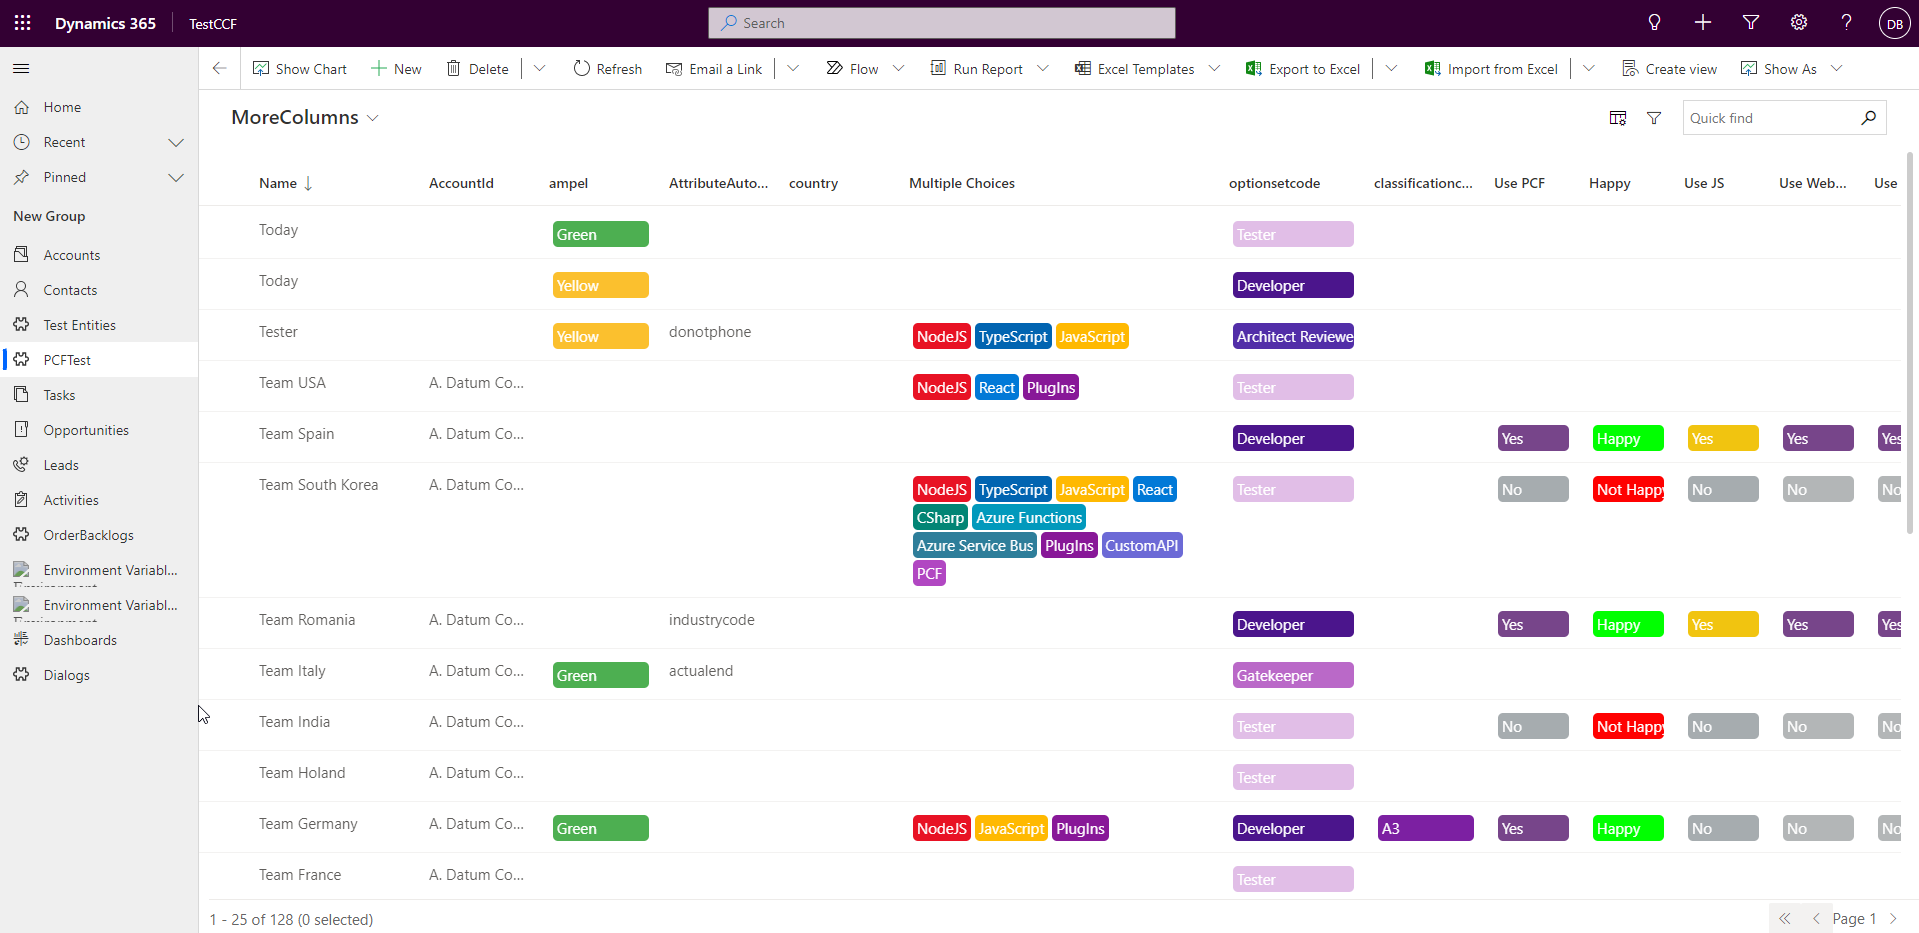 Dynamics 365 TestCCF Search DB
Show Chart New Delete Refresh Email a Link Flow Run Report Excel Templates Export to Excel Import from Excel Create view Show As
Home
Recent
Pinned
New Group
Accounts
Contacts
Test Entities
PCFTest
Tasks
Opportunities
Leads
Activities
OrderBacklogs
Environment Variabl...
Environment Variabl...
Dashboards
Dialogs
MoreColumns Quick find
Name AccountId ampel AttributeAuto... country Multiple Choices optionsetcode classificationc... Use PCF Happy Use JS Use Web... Use
Today Green Tester
Today Yellow Developer
Tester Yellow donotphone NodeJS TypeScript JavaScript Architect Reviewe
Team USA A. Datum Co... NodeJS React PlugIns Tester
Team Spain A. Datum Co... Developer Yes Happy Yes Yes Yes
Team South Korea A. Datum Co... NodeJS TypeScript JavaScript React Tester No Not Happy No No No
CSharp Azure Functions
Azure Service Bus PlugIns CustomAPI
PCF
Team Romania A. Datum Co... industrycode Developer Yes Happy Yes Yes Yes
Team Italy A. Datum Co... Green actualend Gatekeeper
Team India A. Datum Co... Tester No Not Happy No No No
Team Holand A. Datum Co... Tester
Team Germany A. Datum Co... Green NodeJS JavaScript PlugIns Developer A3 Yes Happy No No No
Team France A. Datum Co... Tester
1 - 25 of 128 (0 selected) Page 1